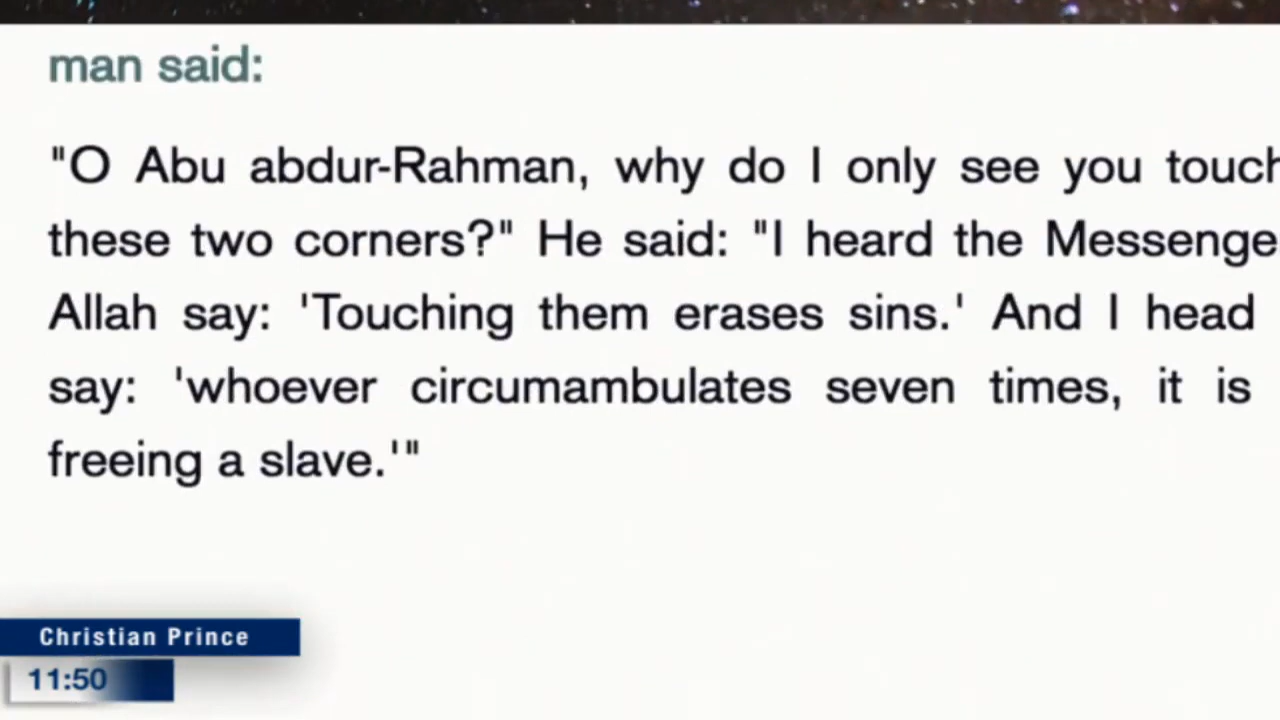 man said:
"O Abu abdur-Rahman, why do I only see you touch
these two corners?" He said: "I heard the Messenge
Allah say: 'Touching them erases sins.' And I head
say: 'whoever circumambulates seven times, it is
freeing a slave.'"
Christian Prince
11:50